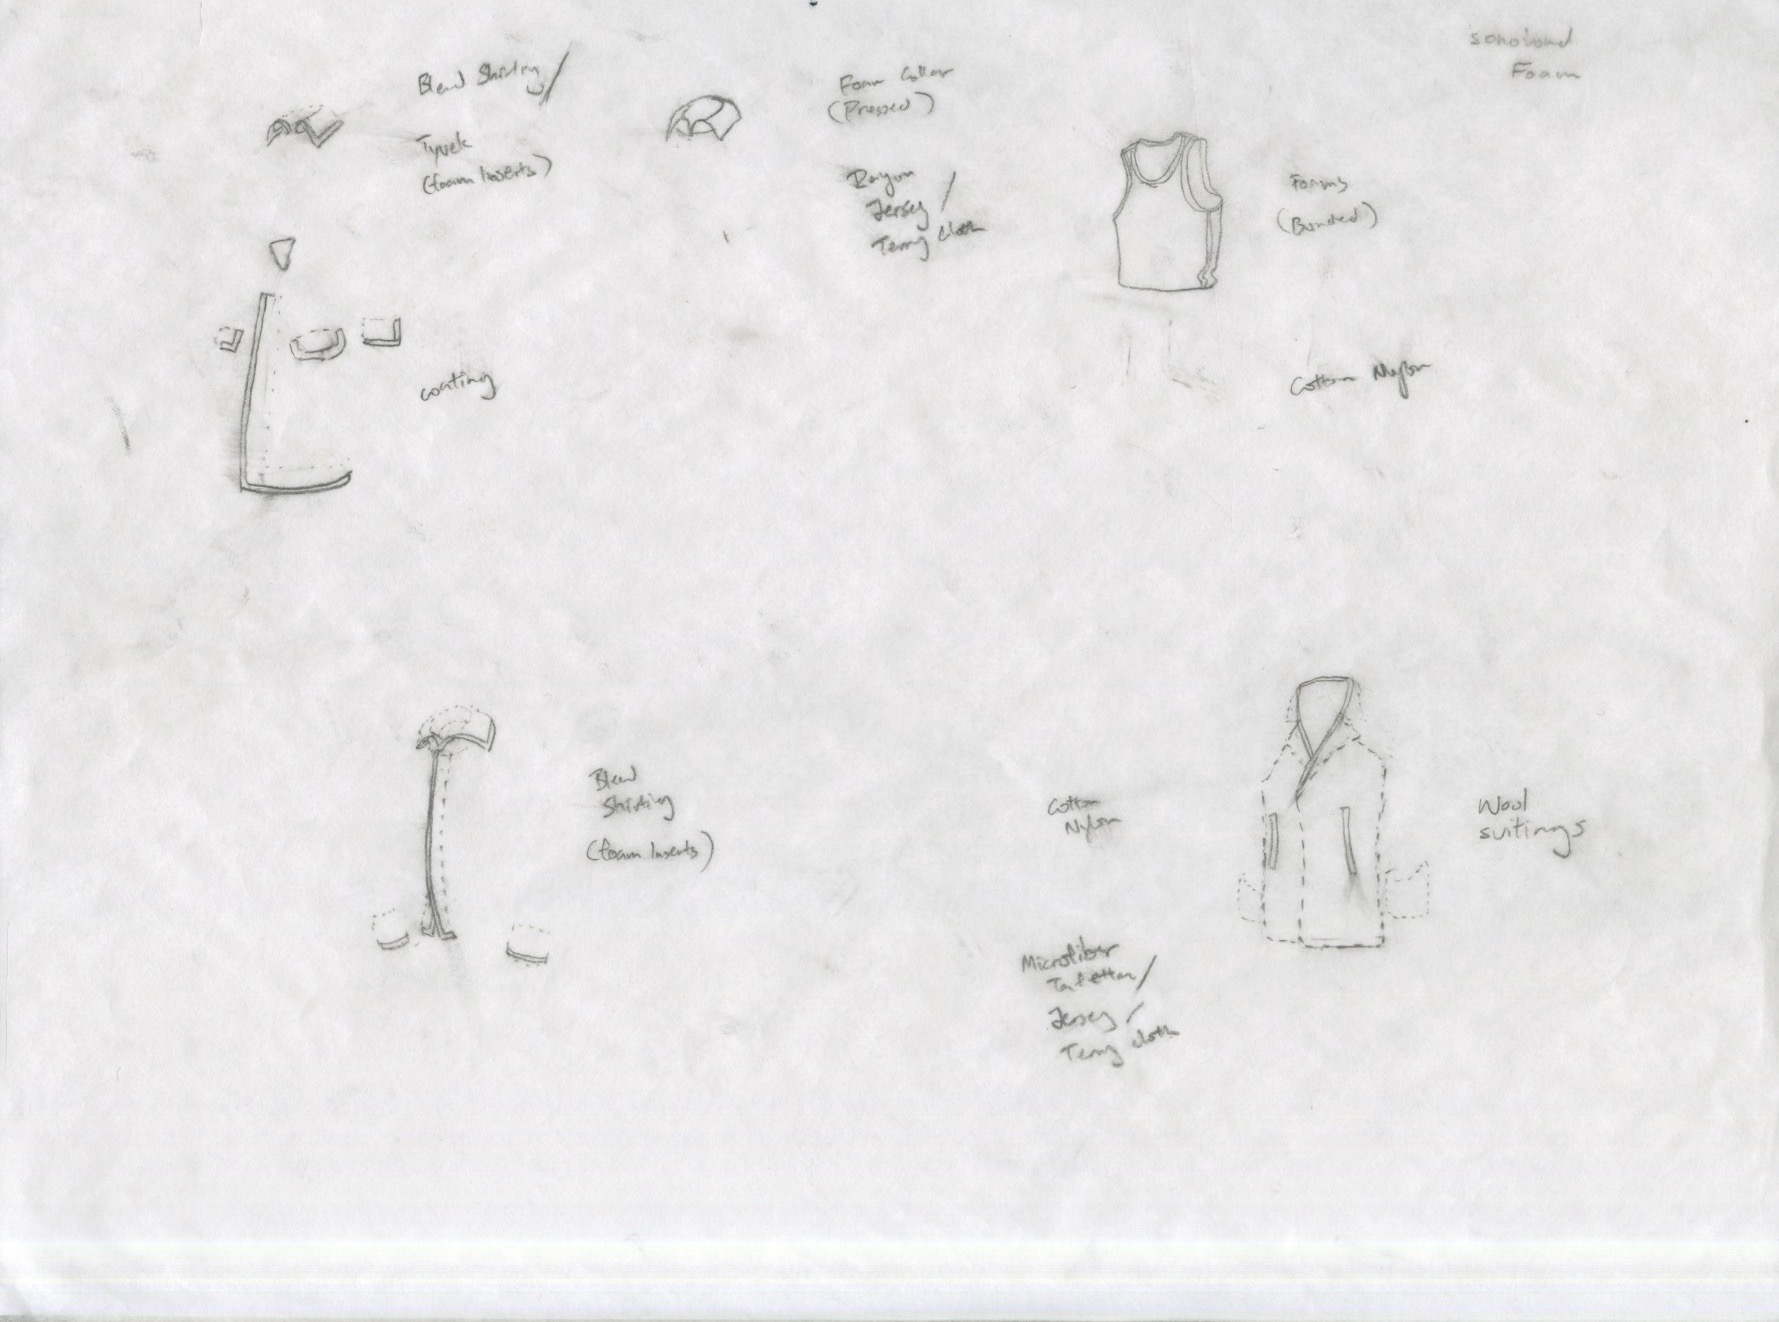 sonobond
Foam
Blend Shirting/
Tyvek
(foam Inserts)
Foam Collar
(Pressed)
Rayon
Jersey /
Terry cloth
Forms
(Bonded)
coating
Cotton Nylon
Blend
Shirting
(foam Inserts)
Cotton
Nylon
Wool
suitings
Microfiber
/
Jersey /
Terry cloth